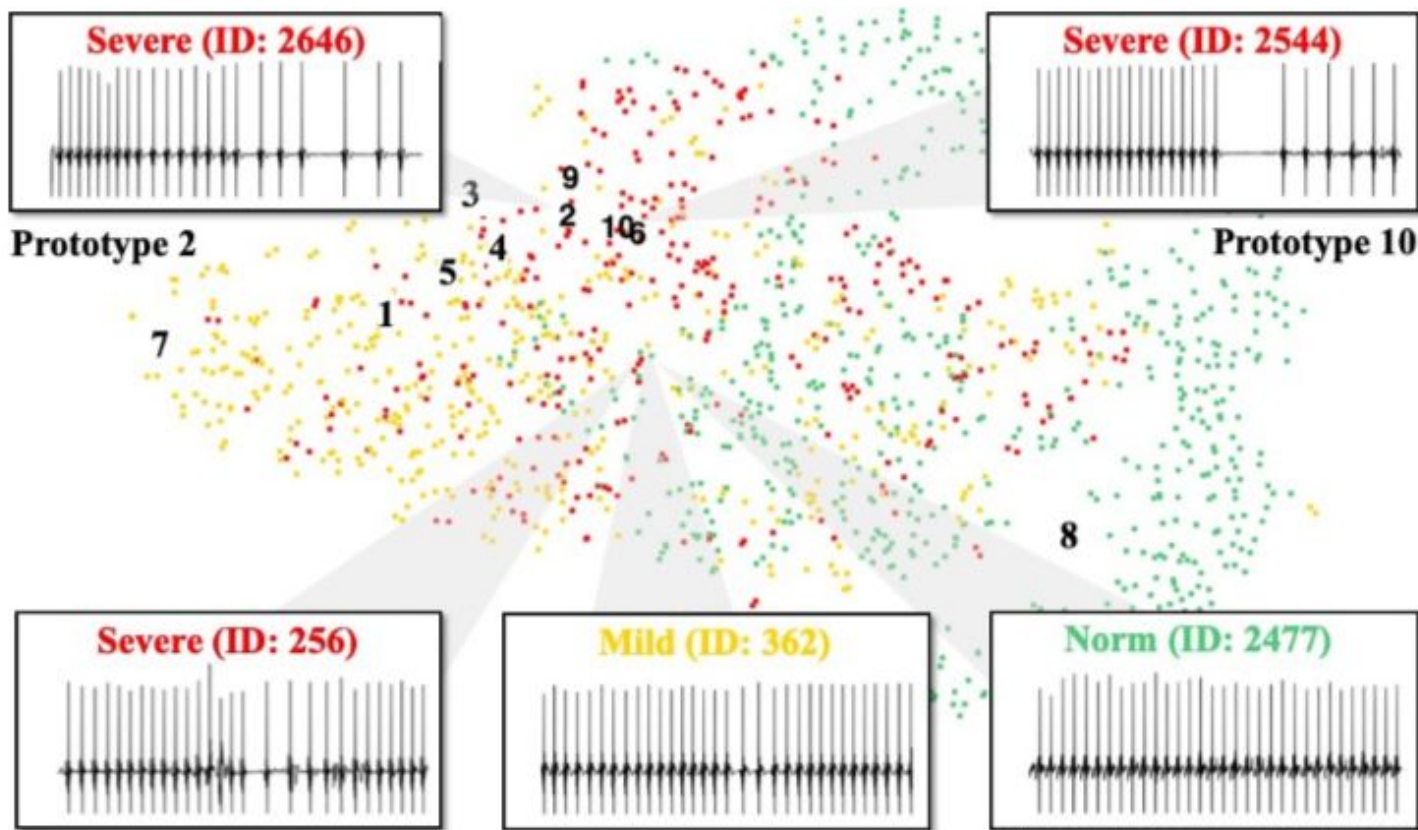 Severe (ID: 2646)
Severe (ID: 2544)
Prototype 2
Prototype 10
9
3
2
10
6
4
5
1
7
8
Severe (ID: 256)
Mild (ID: 362)
Norm (ID: 2477)